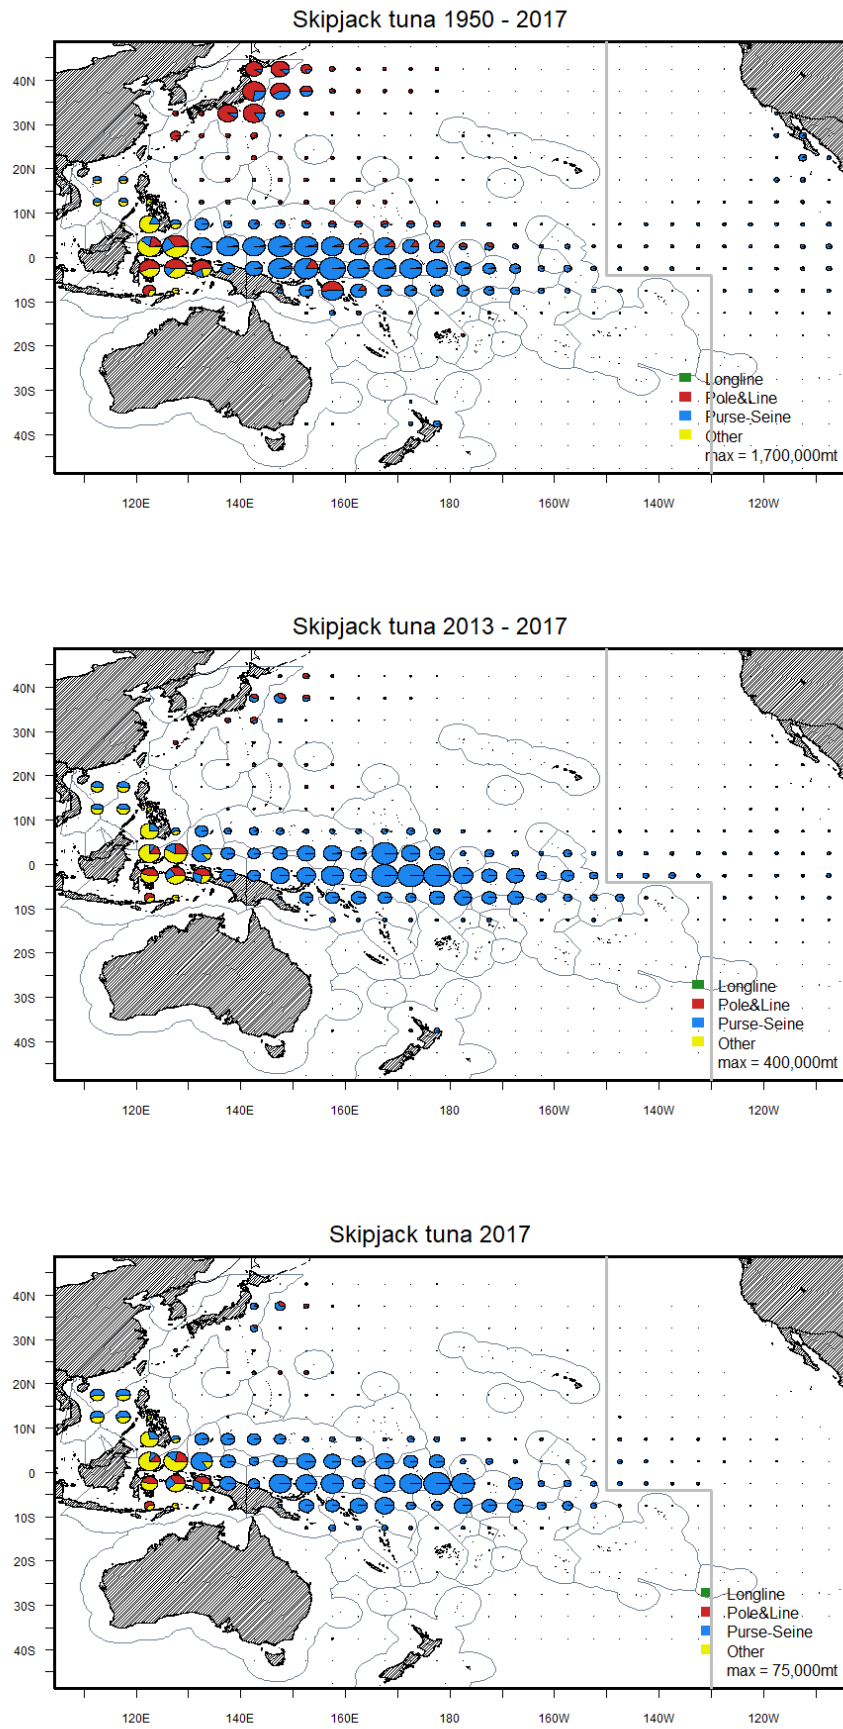 Skipjack tuna 1950 - 2017
40N
30N
20N
10N
0
10S
20S
30S
40S
Longline
Pole&Line
Purse-Seine
Other
max = 1,700,000mt
120E 140E 160E 180 160W 140W 120W
Skipjack tuna 2013 - 2017
40N
30N
20N
10N
0
10S
20S
30S
40S
Longline
Pole&Line
Purse-Seine
Other
max = 400,000mt
120E 140E 160E 180 160W 140W 120W
Skipjack tuna 2017
40N
30N
20N
10N
0
10S
20S
30S
40S
Longline
Pole&Line
Purse-Seine
Other
max = 75,000mt
120E 140E 160E 180 160W 140W 120W